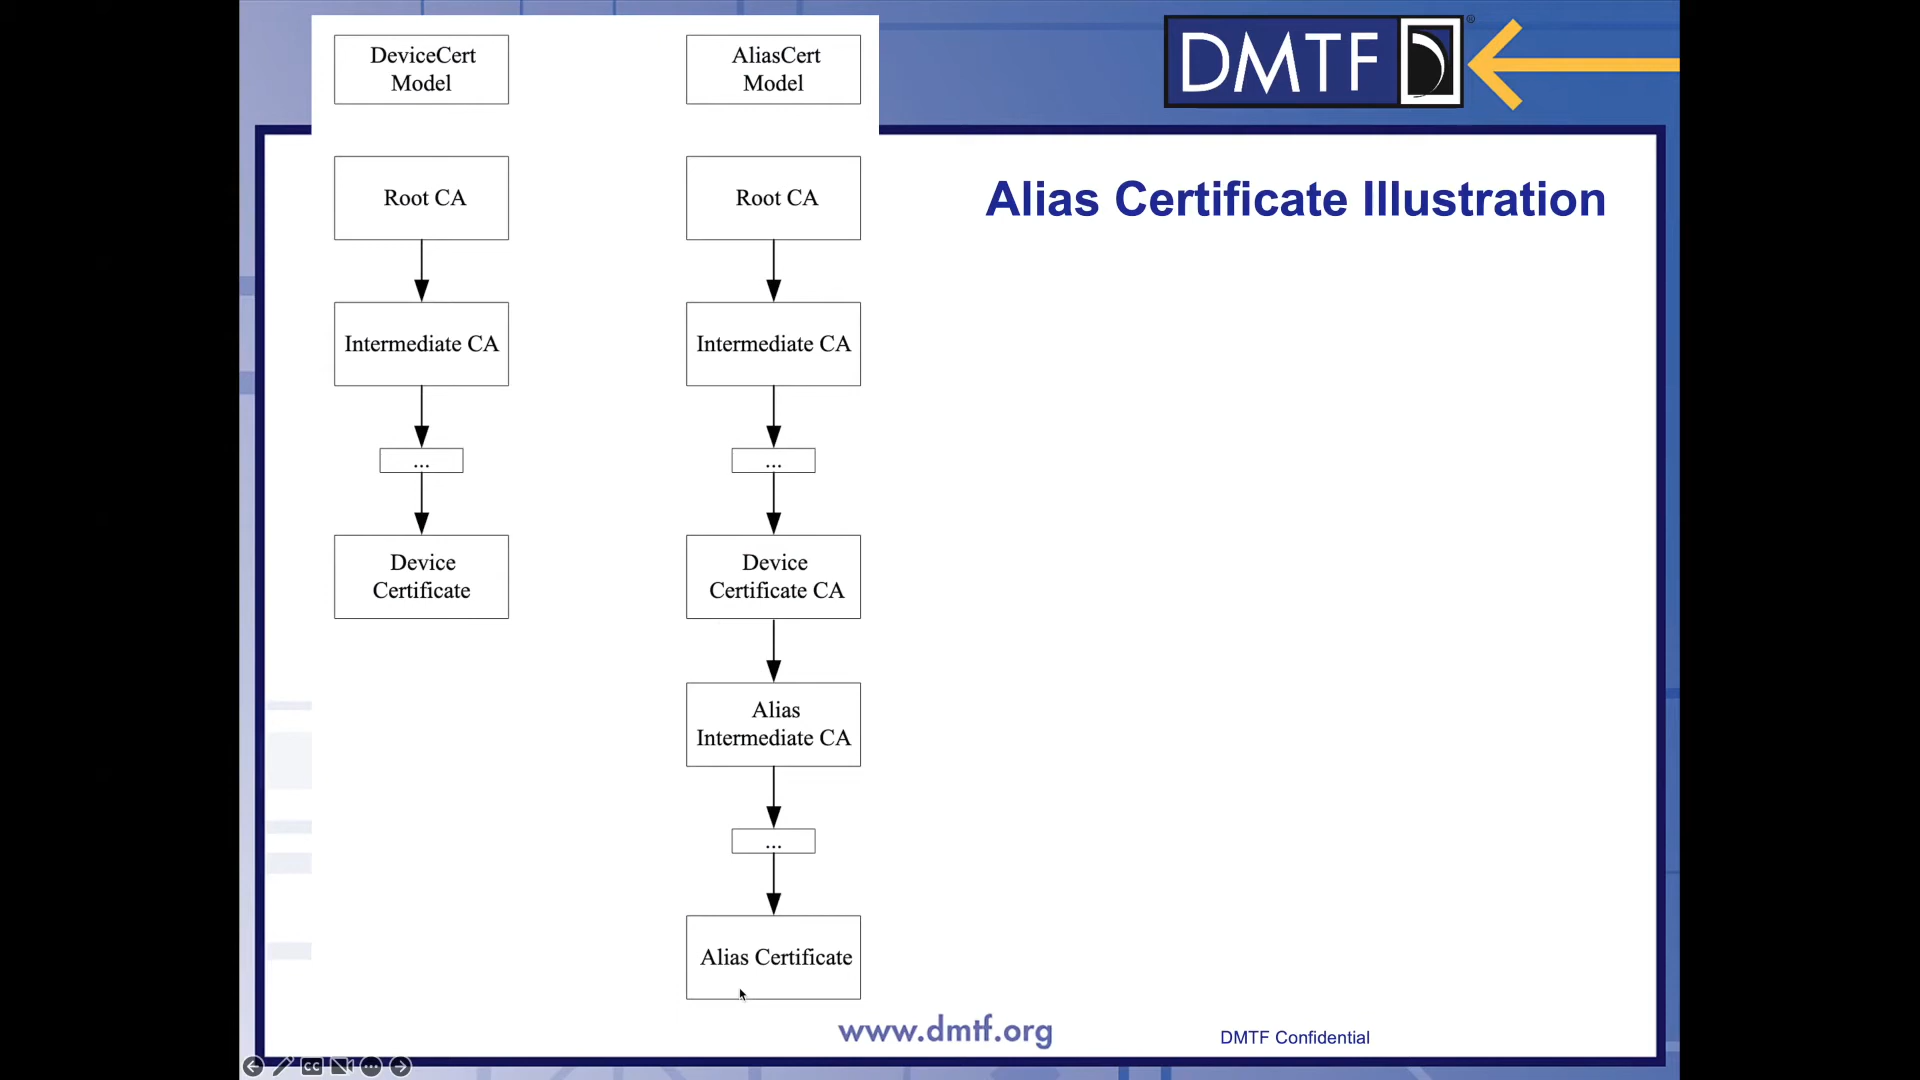 DeviceCert
Model
AliasCert
Model
DMTF
®
Alias Certificate Illustration
Root CA
Intermediate CA
...
Device
Certificate
Root CA
Intermediate CA
...
Device
Certificate CA
Alias
Intermediate CA
...
Alias Certificate
www.dmtf.org
DMTF Confidential
CC